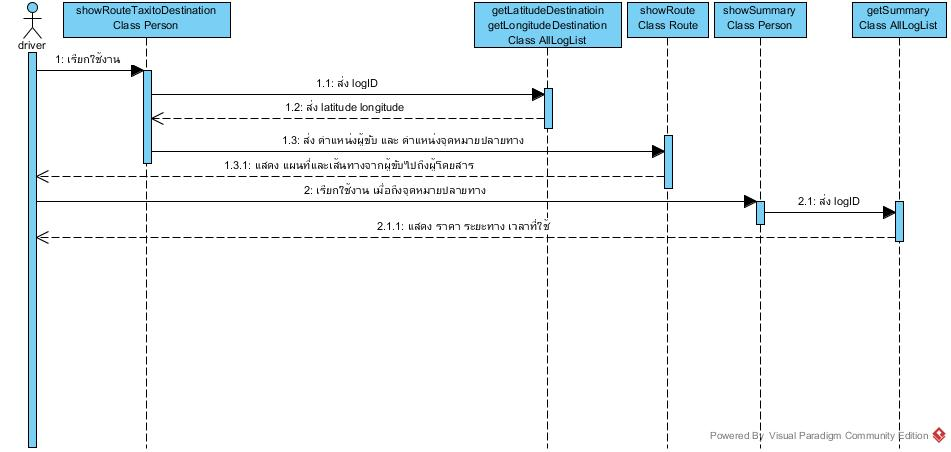 showRouteTaxitoDestination
Class Person
getLatitudeDestinatioin
getLongitudeDestination
Class AllLogList
showRoute
Class Route
showSummary
Class Person
getSummary
Class AllLogList
driver
1: เรียกใช้งาน
1.1: ส่ง logID
1.2: ส่ง latitude longitude
1.3: ส่ง ตำแหน่งผู้ขับ และ ตำแหน่งจุดหมายปลายทาง
1.3.1: แสดง แผนที่และเส้นทางจากผู้ขับไปถึงผู้โดยสาร
2: เรียกใช้งาน เมื่อถึงจุดหมายปลายทาง
2.1: ส่ง logID
2.1.1: แสดง ราคา ระยะทาง เวลาที่ใช้
Powered By Visual Paradigm Community Edition